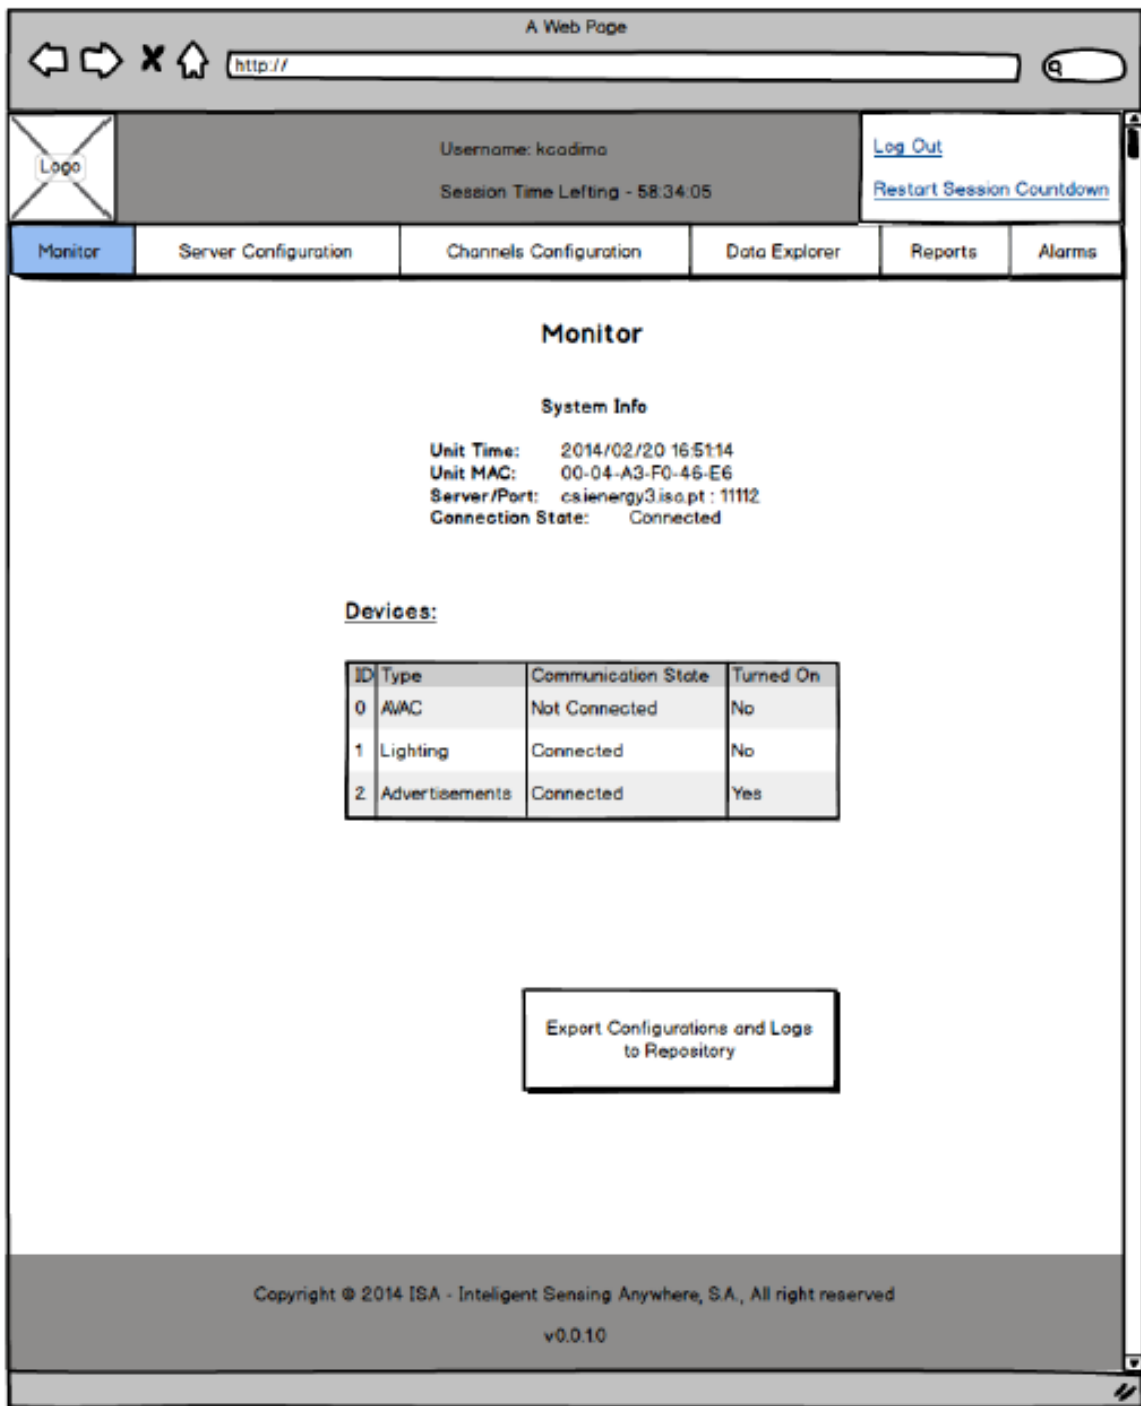 A Web Page
http://
Logo
Username: kcadima
Session Time Lefting - 58:34:05
Log Out
Restart Session Countdown
Monitor Server Configuration Channels Configuration Data Explorer Reports Alarms
Monitor
System Info
Unit Time: 2014/02/20 16:51:14
Unit MAC: 00-04-A3-F0-46-E6
Server/Port: cs.ienergy3.isa.pt : 11112
Connection State: Connected
Devices:
ID Type Communication State Turned On
0 AVAC Not Connected No
1 Lighting Connected No
2 Advertisements Connected Yes
Export Configurations and Logs
to Repository
Copyright © 2014 ISA - Inteligent Sensing Anywhere, S.A., All right reserved
v0.0.10